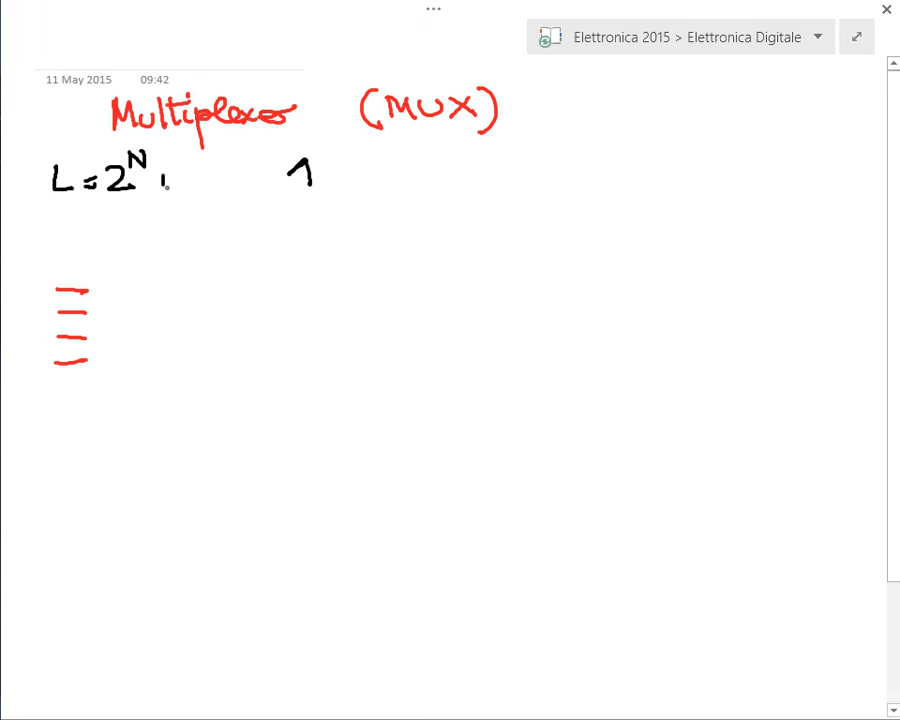 Elettronica 2015 > Elettronica Digitale
11 May 2015 09:42
Multiplexer (MUX)
L = 2^N 1